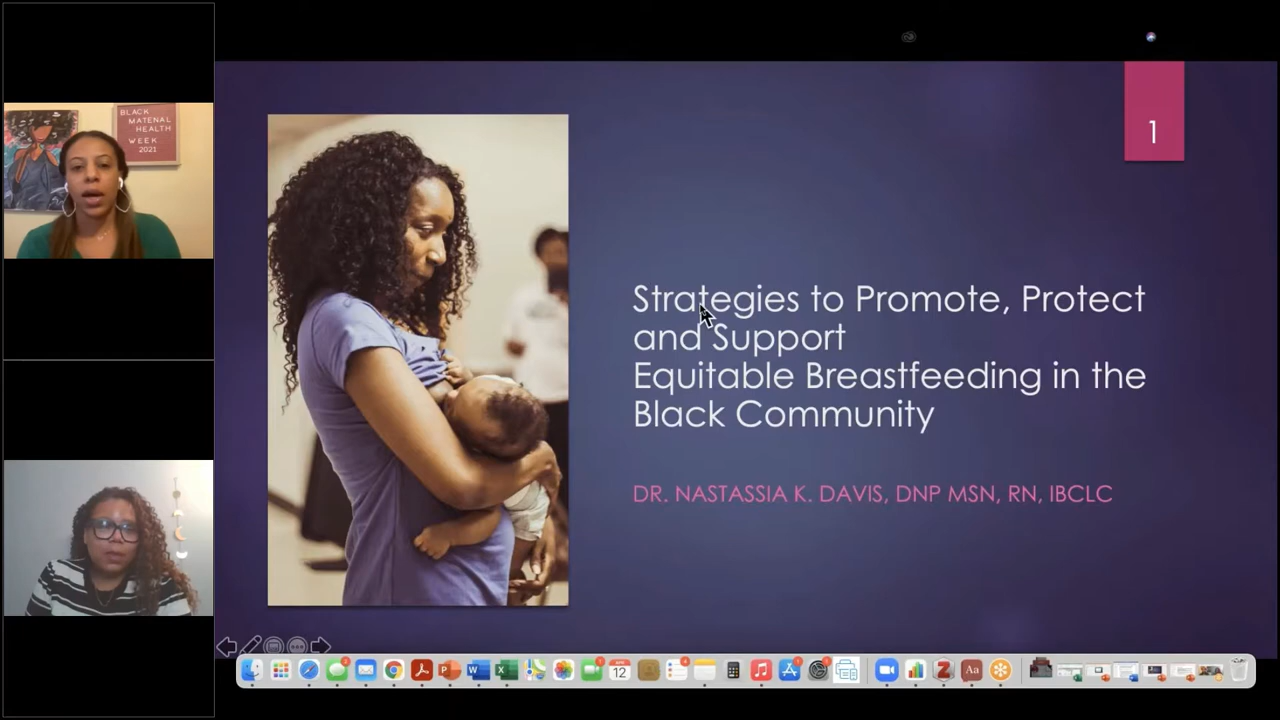 BLACK
MATENAL
HEALTH
WEEK
2021
1
Strategies to Promote, Protect
and Support
Equitable Breastfeeding in the
Black Community
DR. NASTASSIA K. DAVIS, DNP MSN, RN, IBCLC
12
Aa